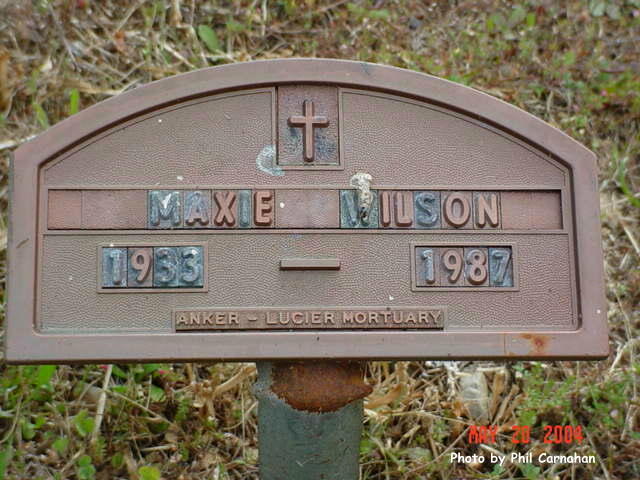 MAXIE WILSON
1933 — 1987
ANKER - LUCIER MORTUARY
MAY 20 2004
Photo by Phil Carnahan